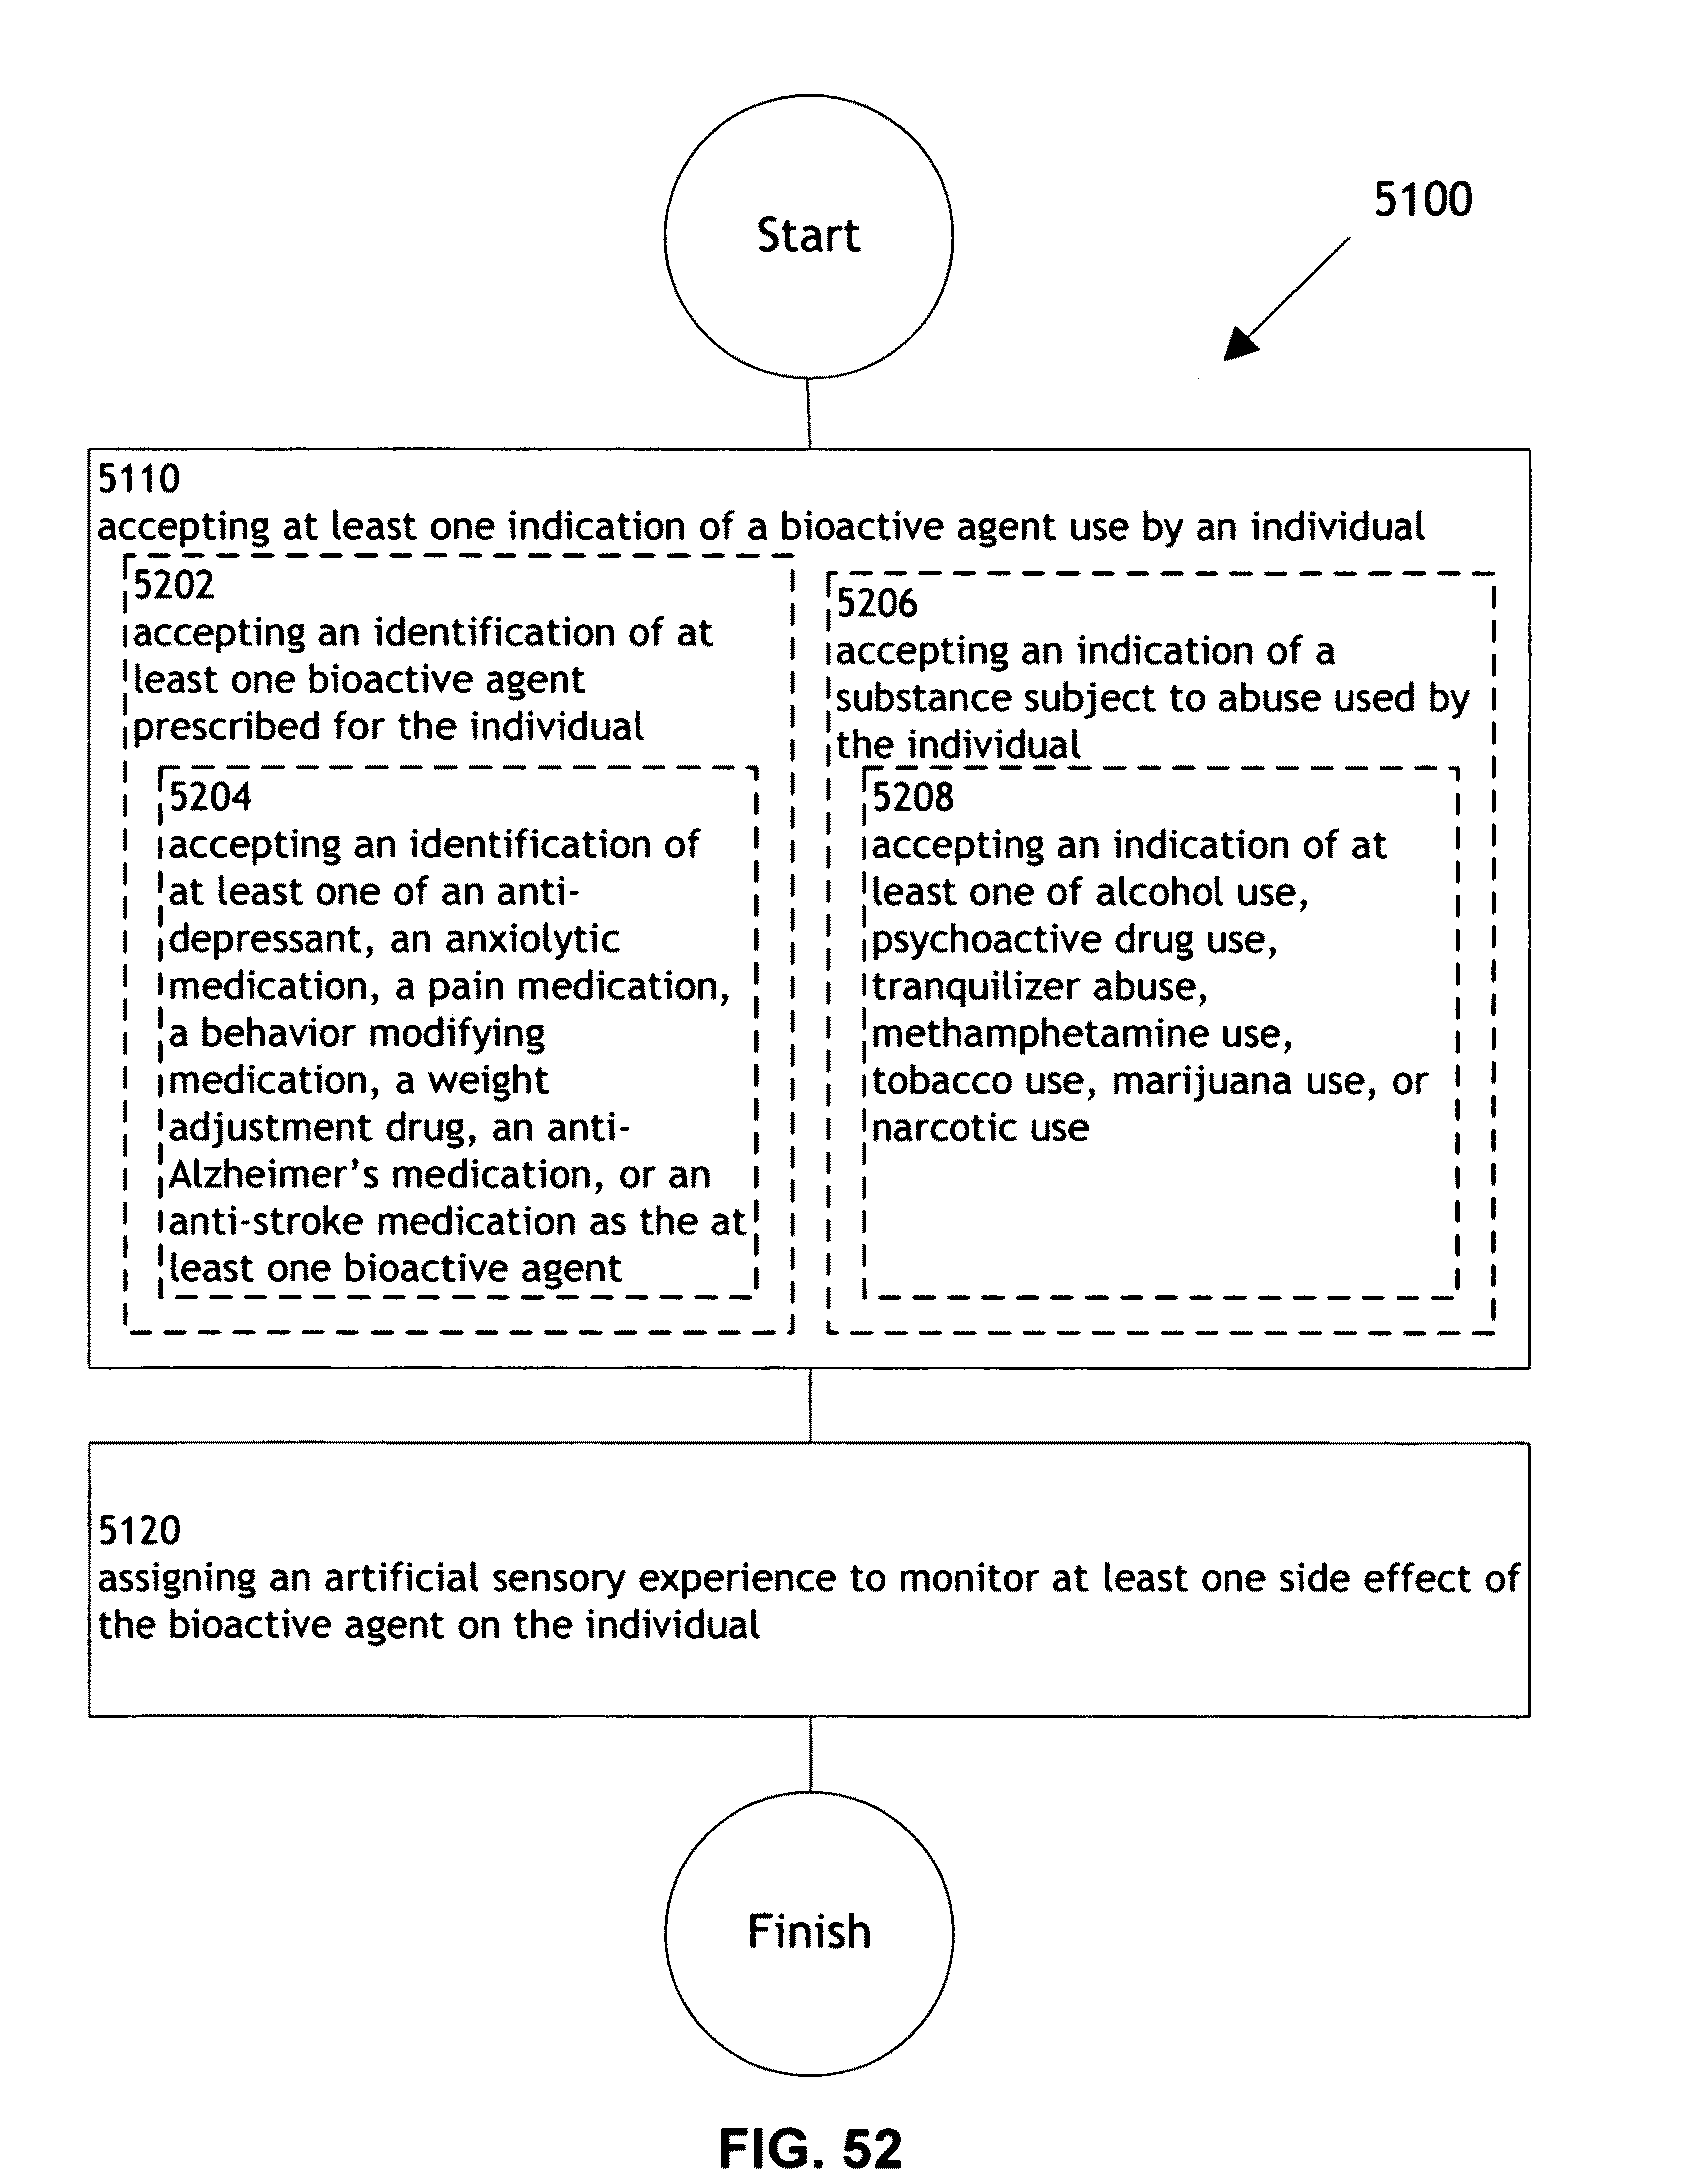 Start
5100
5110
accepting at least one indication of a bioactive agent use by an individual
5202
accepting an identification of at
least one bioactive agent
prescribed for the individual
5204
accepting an identification of
at least one of an anti-
depressant, an anxiolytic
medication, a pain medication,
a behavior modifying
medication, a weight
adjustment drug, an anti-
Alzheimer's medication, or an
anti-stroke medication as the at
least one bioactive agent
5206
accepting an indication of a
substance subject to abuse used by
the individual
5208
accepting an indication of at
least one of alcohol use,
psychoactive drug use,
tranquilizer abuse,
methamphetamine use,
tobacco use, marijuana use, or
narcotic use
5120
assigning an artificial sensory experience to monitor at least one side effect of
the bioactive agent on the individual
Finish
FIG. 52